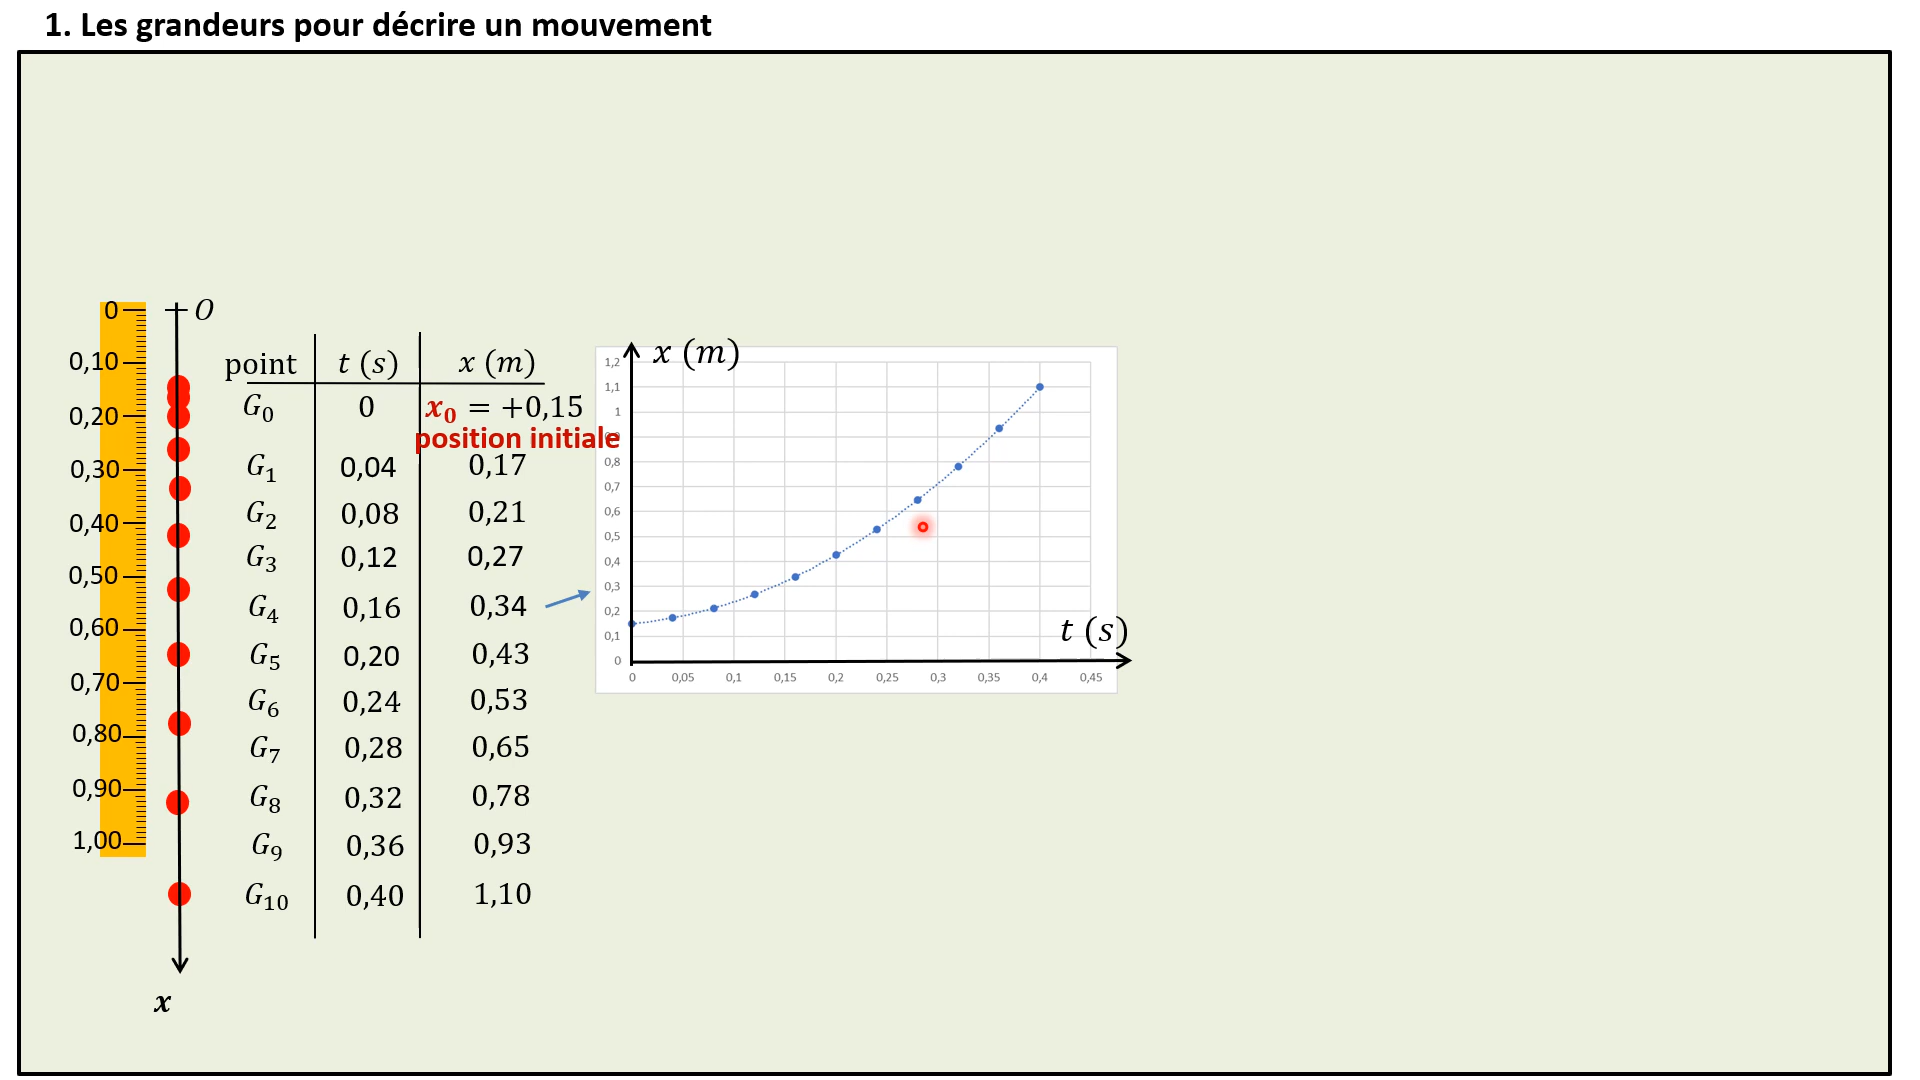 1. Les grandeurs pour décrire un mouvement
0
0,10
0,20
0,30
0,40
0,50
0,60
0,70
0,80
0,90
1,00
O
x
point t (s) x (m)
G₀ 0 x₀ = +0,15
position initiale
G₁ 0,04 0,17
G₂ 0,08 0,21
G₃ 0,12 0,27
G₄ 0,16 0,34
G₅ 0,20 0,43
G₆ 0,24 0,53
G₇ 0,28 0,65
G₈ 0,32 0,78
G₉ 0,36 0,93
G₁₀ 0,40 1,10
x (m)
1,2
1,1
1
0,8
0,7
0,6
0,5
0,4
0,3
0,2
0,1
0
t (s)
0 0,05 0,1 0,15 0,2 0,25 0,3 0,35 0,4 0,45